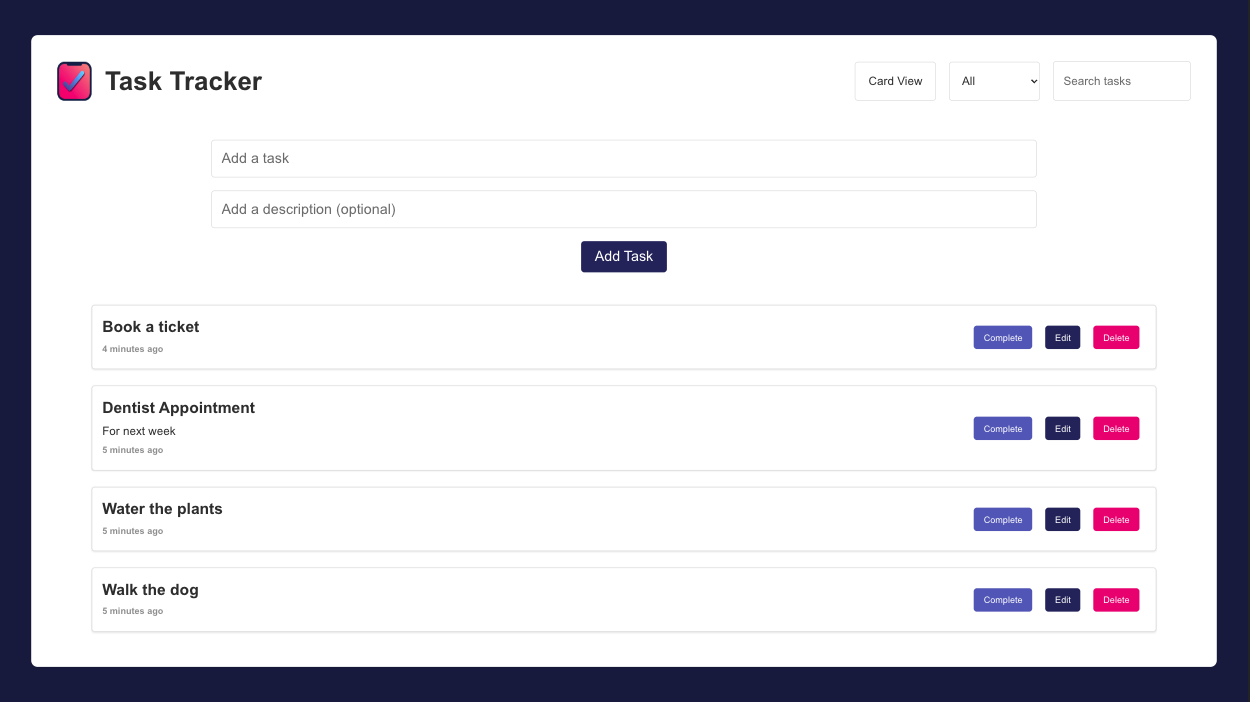 Task Tracker
Card View
All
Search tasks
Add a task
Add a description (optional)
Add Task
Book a ticket
4 minutes ago
Complete Edit Delete
Dentist Appointment
For next week
5 minutes ago
Complete Edit Delete
Water the plants
5 minutes ago
Complete Edit Delete
Walk the dog
5 minutes ago
Complete Edit Delete